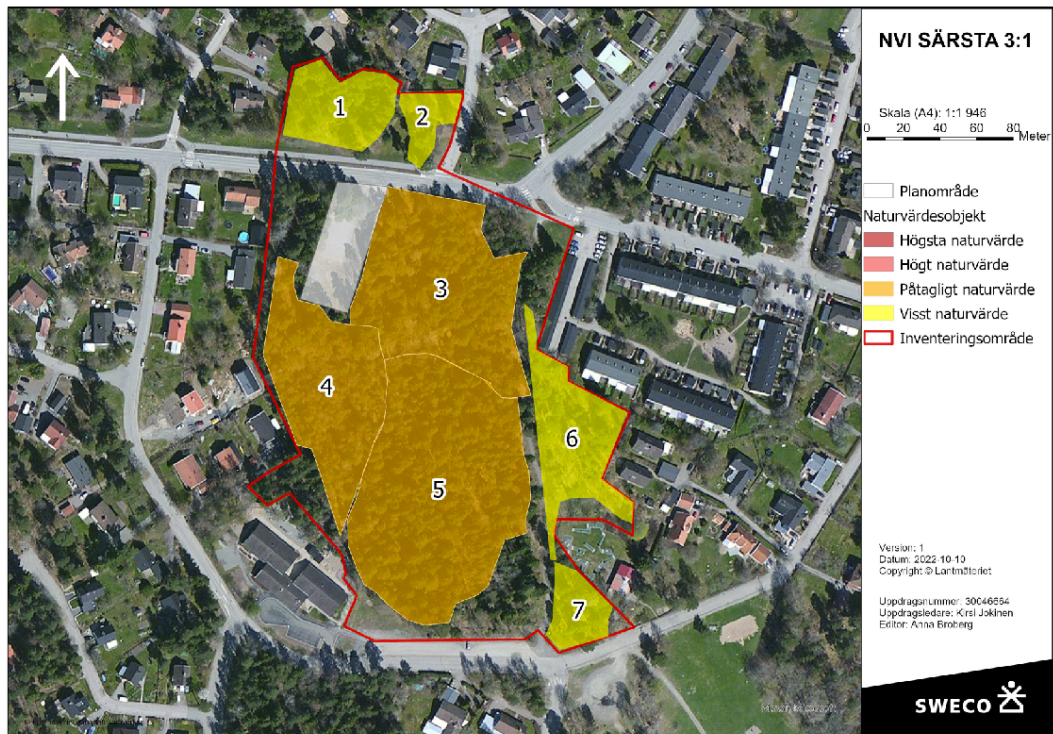 NVI SÄRSTA 3:1
Skala (A4): 1:1 946
0 20 40 60 80
Meter
Planområde
Naturvärdesobjekt
Högsta naturvärde
Högt naturvärde
Påtagligt naturvärde
Visst naturvärde
Inventeringsområde
1
2
3
4
5
6
7
Version: 1
Datum: 2022-10-10
Copyright © Lantmäteriet
Uppdragsnummer: 30046664
Uppdragsledare: Kirsi Jokinen
Editor: Anna Broberg
SWECO